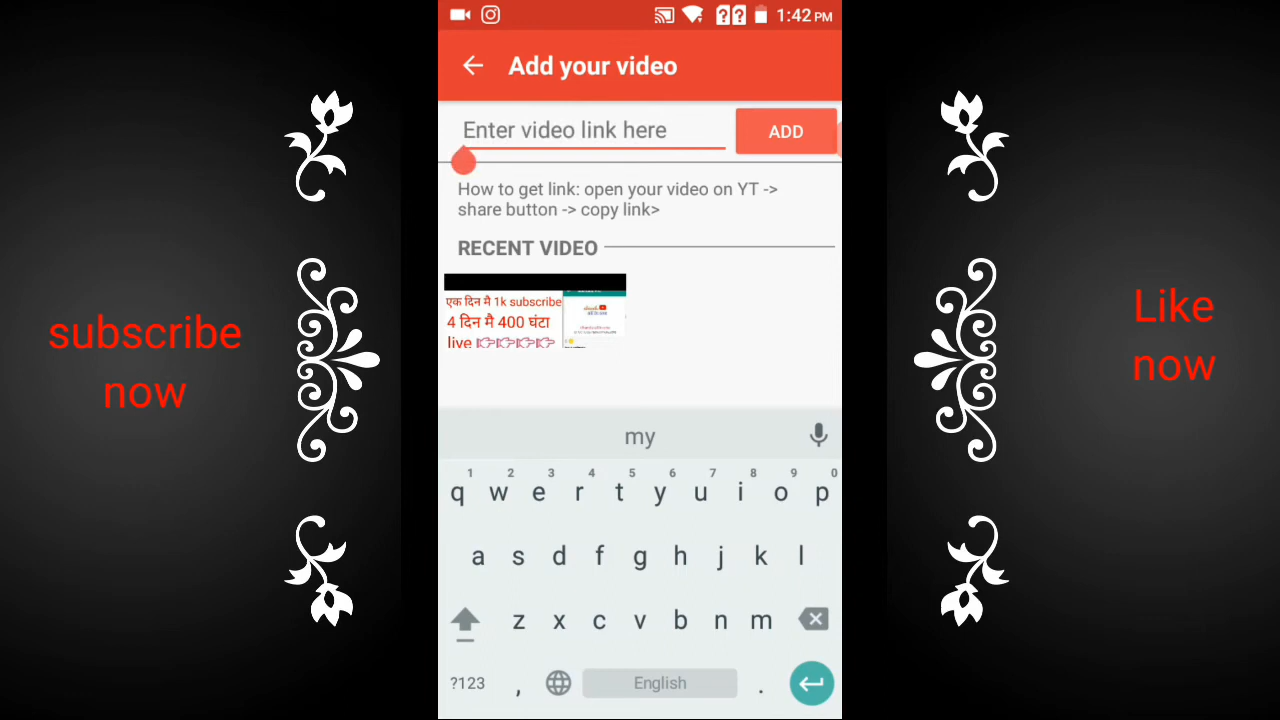 1:42 PM
Add your video
Enter video link here
ADD
How to get link: open your video on YT ->
share button -> copy link>
RECENT VIDEO
एक दिन मै 1k subscribe
4 दिन मै 400 घंटा
live 👉👉👉👉
subscribe
now
Like
now
my
1 2 3 4 5 6 7 8 9 0
q w e r t y u i o p
a s d f g h j k l
z x c v b n m
?123 , English .